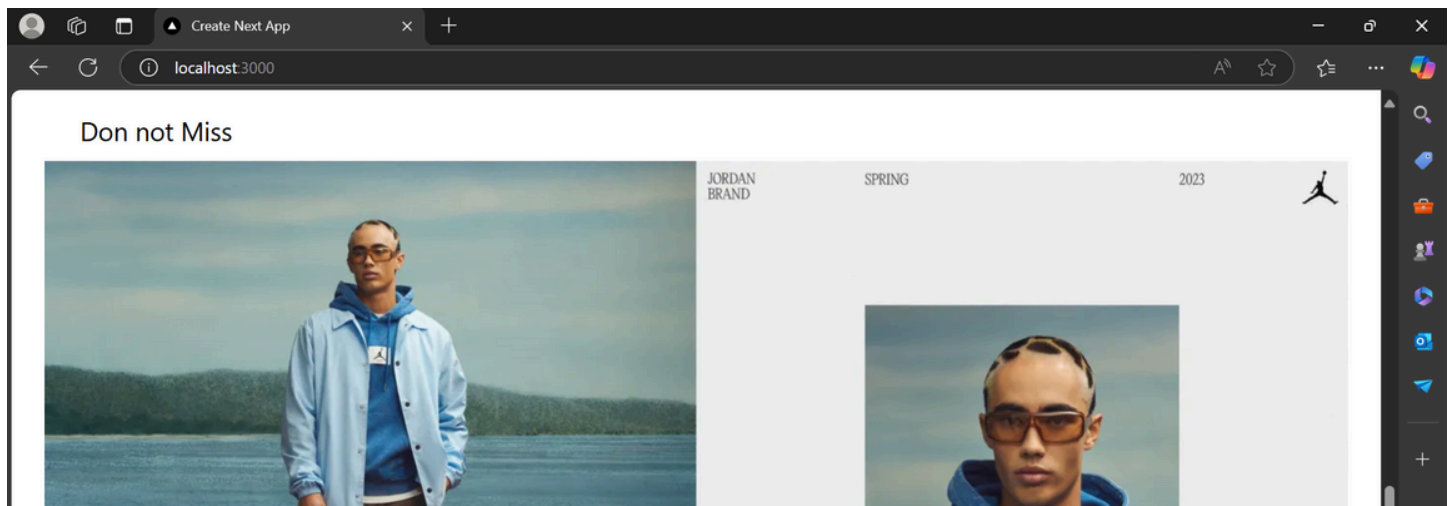 Create Next App
localhost:3000
Don not Miss
JORDAN
BRAND
SPRING
2023